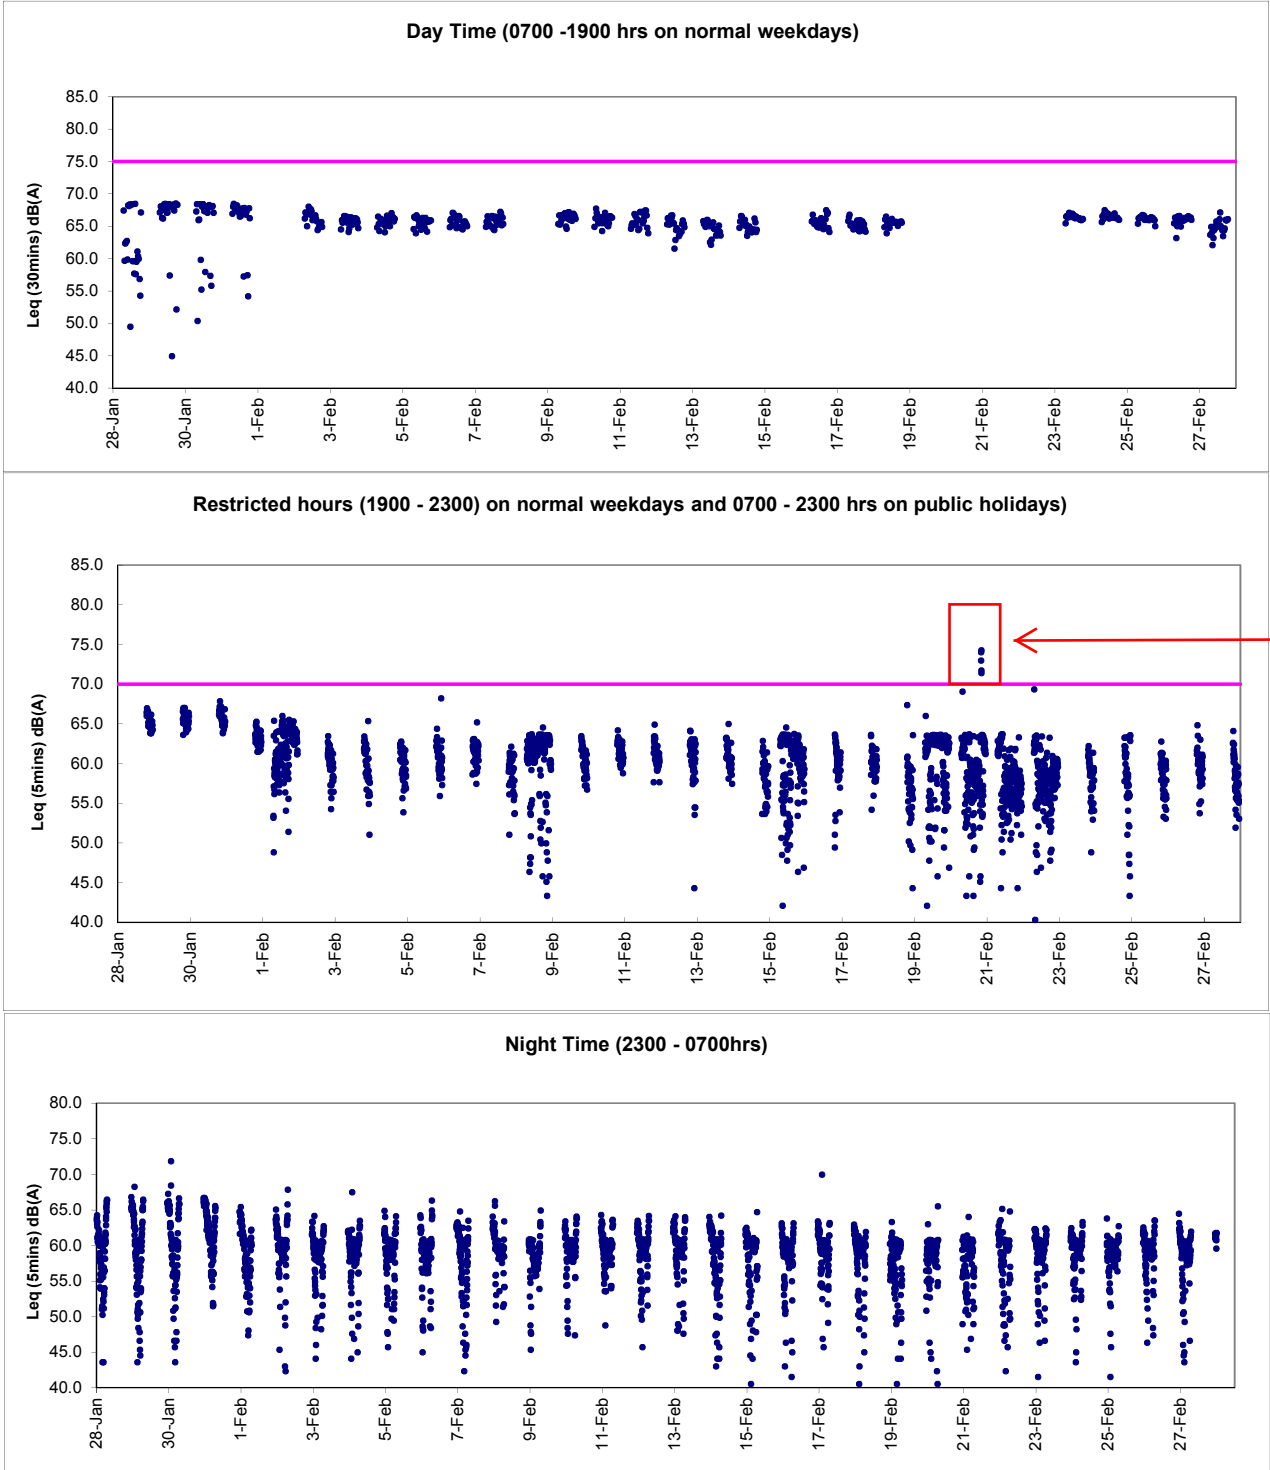 Day Time (0700 -1900 hrs on normal weekdays)
Leq (30mins) dB(A)
85.0
80.0
75.0
70.0
65.0
60.0
55.0
50.0
45.0
40.0
28-Jan
30-Jan
1-Feb
3-Feb
5-Feb
7-Feb
9-Feb
11-Feb
13-Feb
15-Feb
17-Feb
19-Feb
21-Feb
23-Feb
25-Feb
27-Feb
Restricted hours (1900 - 2300) on normal weekdays and 0700 - 2300 hrs on public holidays)
Leq (5mins) dB(A)
85.0
80.0
75.0
70.0
65.0
60.0
55.0
50.0
45.0
40.0
28-Jan
30-Jan
1-Feb
3-Feb
5-Feb
7-Feb
9-Feb
11-Feb
13-Feb
15-Feb
17-Feb
19-Feb
21-Feb
23-Feb
25-Feb
27-Feb
Night Time (2300 - 0700hrs)
Leq (5mins) dB(A)
80.0
75.0
70.0
65.0
60.0
55.0
50.0
45.0
40.0
28-Jan
30-Jan
1-Feb
3-Feb
5-Feb
7-Feb
9-Feb
11-Feb
13-Feb
15-Feb
17-Feb
19-Feb
21-Feb
23-Feb
25-Feb
27-Feb